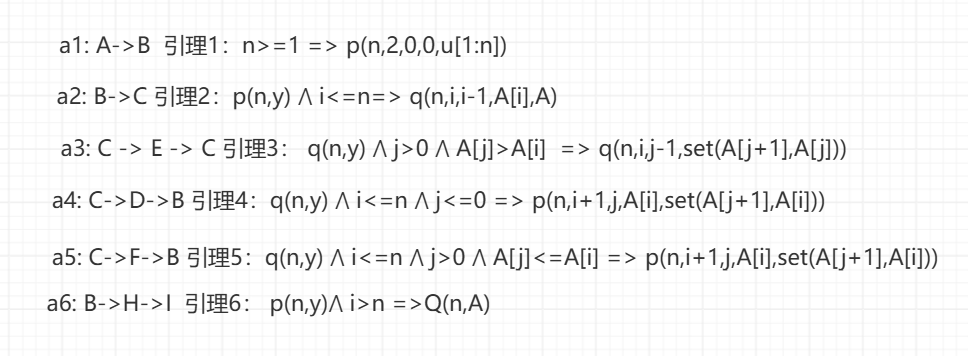 a1: A->B 引理1：n>=1 => p(n,2,0,0,u[1:n])
a2: B->C 引理2：p(n,y) ∧ i<=n=> q(n,i,i-1,A[i],A)
a3: C -> E -> C 引理3： q(n,y) ∧ j>0 ∧ A[j]>A[i] => q(n,i,j-1,set(A[j+1],A[j]))
a4: C->D->B 引理4：q(n,y) ∧ i<=n ∧ j<=0 => p(n,i+1,j,A[i],set(A[j+1],A[i]))
a5: C->F->B 引理5：q(n,y) ∧ i<=n ∧ j>0 ∧ A[j]<=A[i] => p(n,i+1,j,A[i],set(A[j+1],A[i]))
a6: B->H->I 引理6： p(n,y)∧ i>n =>Q(n,A)